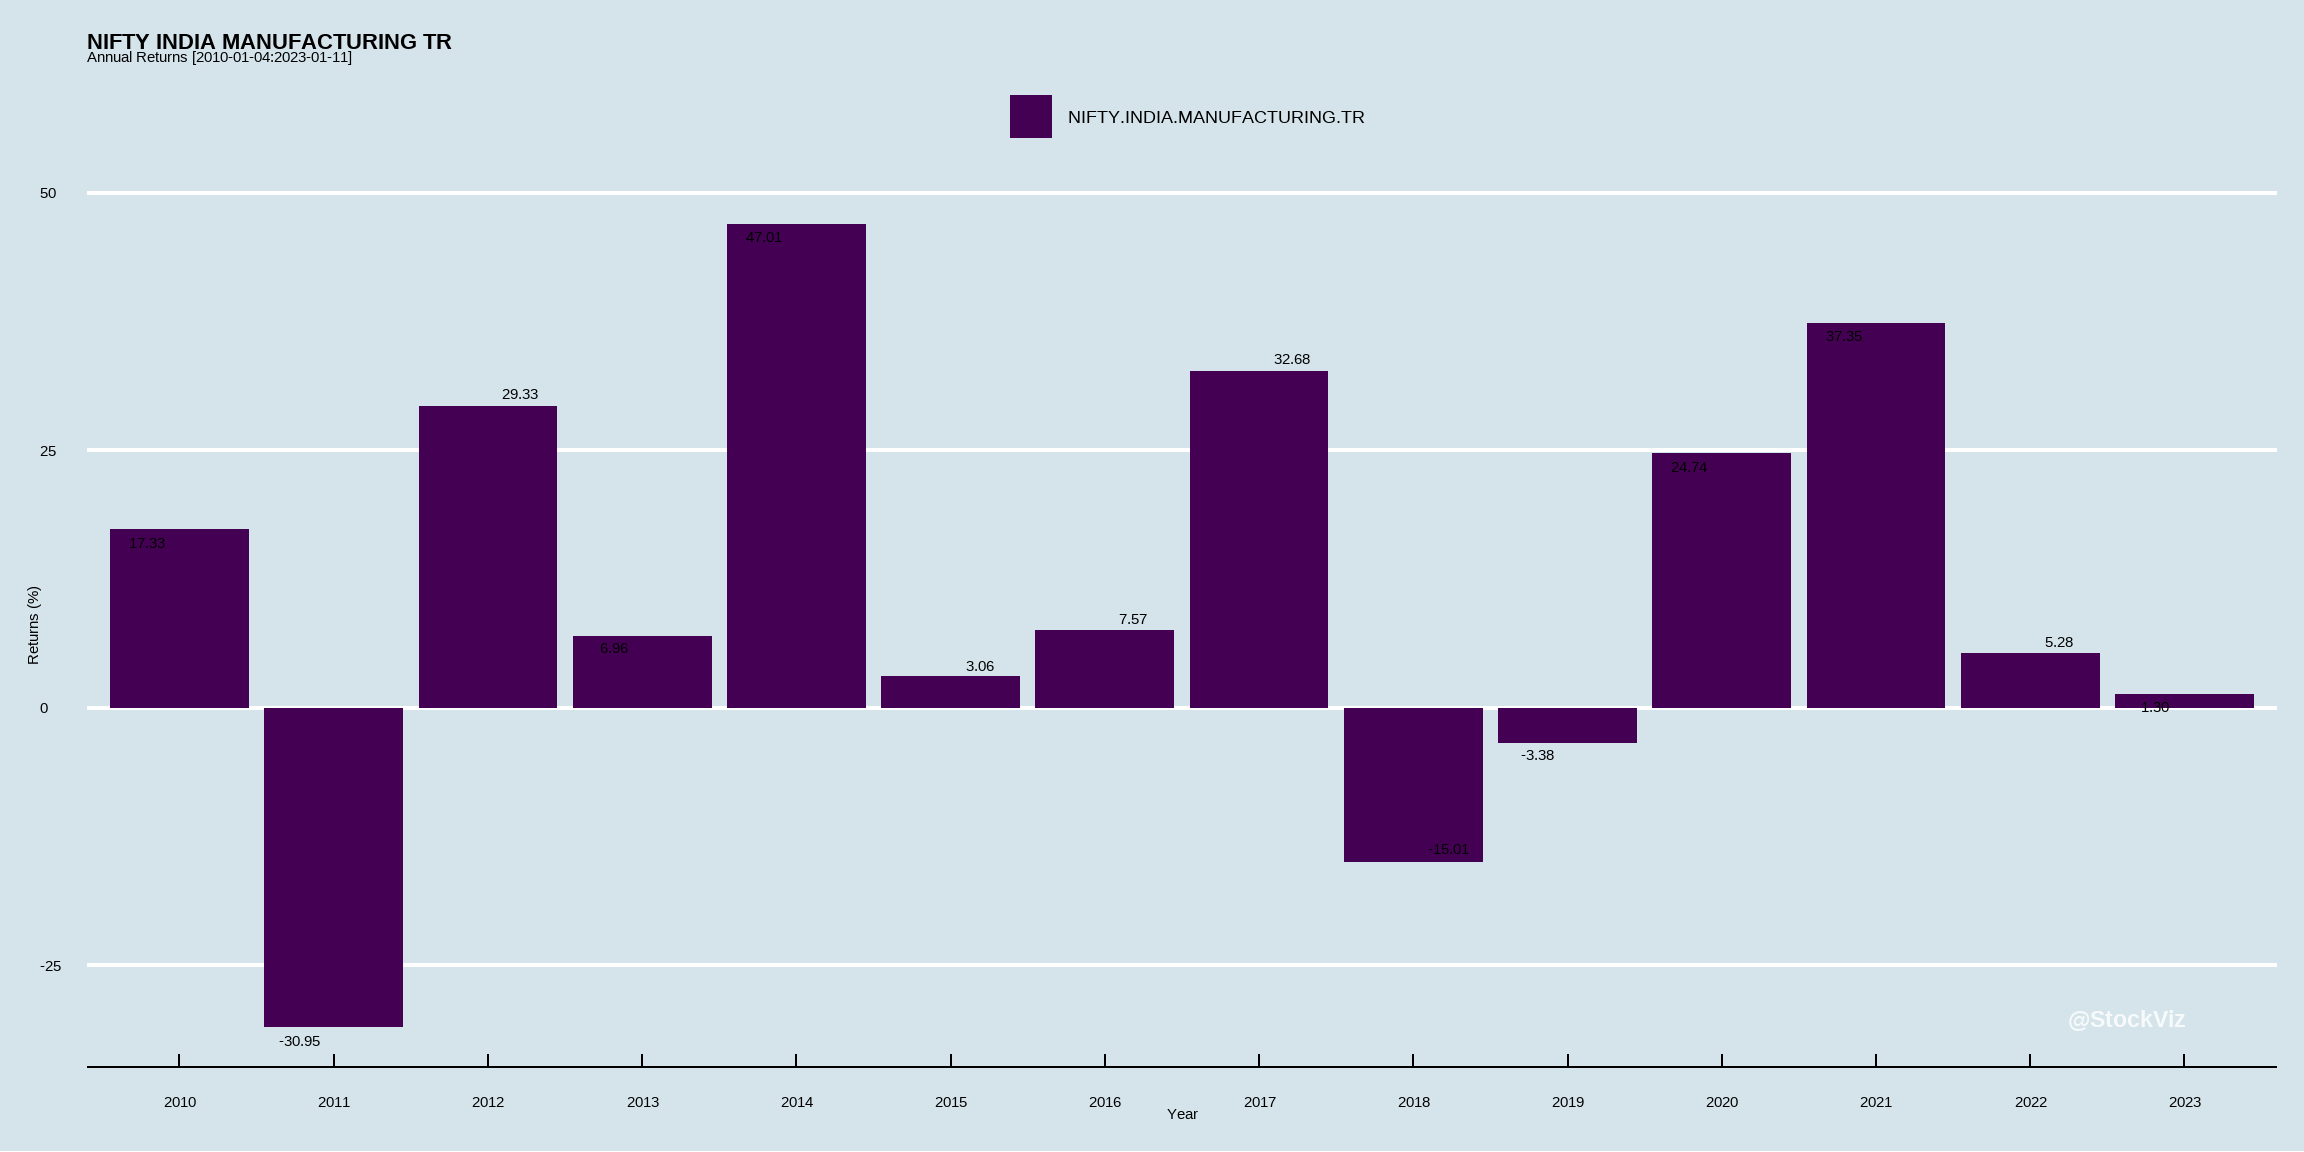 NIFTY INDIA MANUFACTURING TR
Annual Returns [2010-01-04:2023-01-11]
NIFTY.INDIA.MANUFACTURING.TR
50
25
0
-25
Returns (%)
17.33
-30.95
29.33
6.96
47.01
3.06
7.57
32.68
-15.01
-3.38
24.74
37.35
5.28
1.30
@StockViz
2010 2011 2012 2013 2014 2015 2016 2017 2018 2019 2020 2021 2022 2023
Year